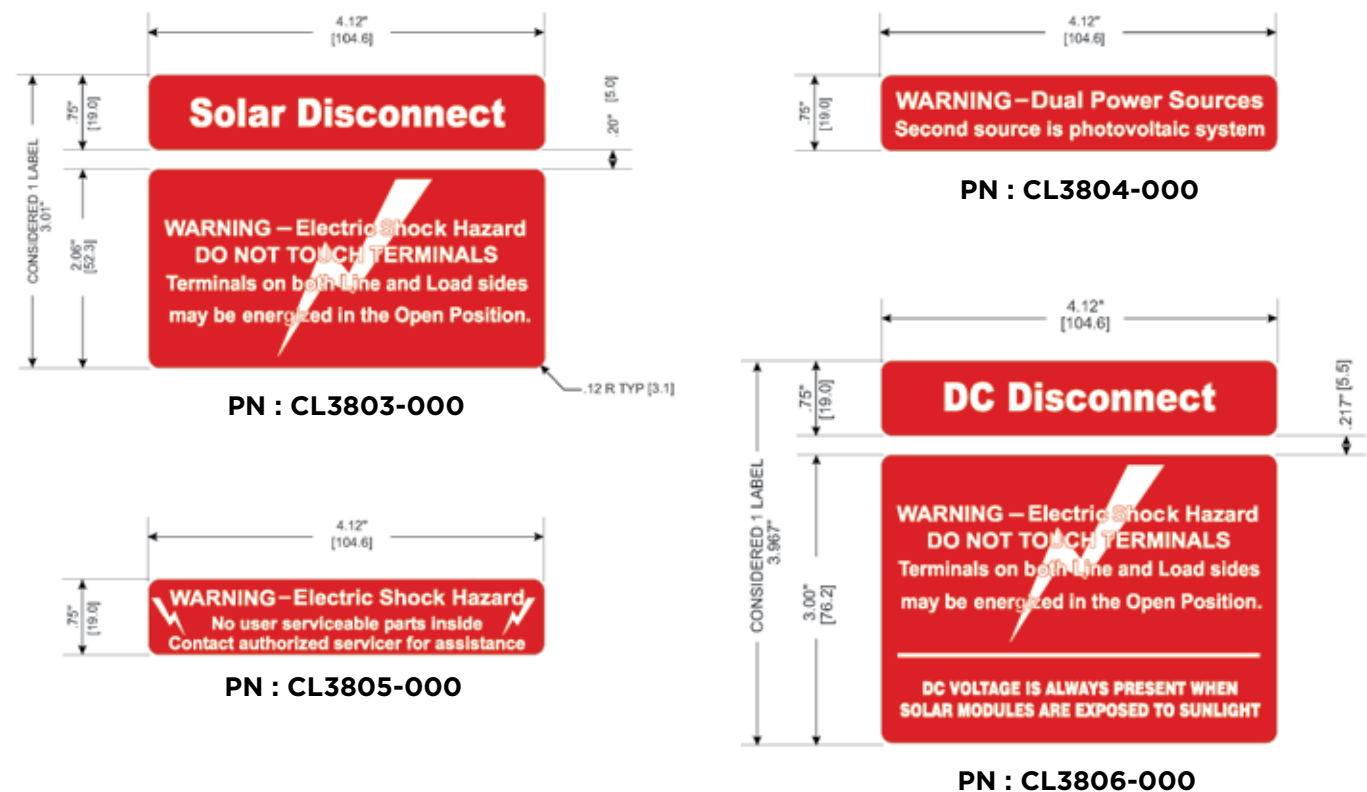 4.12"
[104.6]
.75"
[19.0]
.20" [5.0]
CONSIDERED 1 LABEL
3.01"
Solar Disconnect
2.06"
[52.3]
WARNING – Electric Shock Hazard
DO NOT TOUCH TERMINALS
Terminals on both Line and Load sides
may be energized in the Open Position.
.12 R TYP [3.1]
PN : CL3803-000
4.12"
[104.6]
.75"
[19.0]
WARNING–Dual Power Sources
Second source is photovoltaic system
PN : CL3804-000
4.12"
[104.6]
.75"
[19.0]
WARNING–Electric Shock Hazard
No user serviceable parts inside
Contact authorized servicer for assistance
PN : CL3805-000
4.12"
[104.6]
.75"
[19.0]
.217" [5.5]
CONSIDERED 1 LABEL
3.967"
DC Disconnect
3.00"
[76.2]
WARNING – Electric Shock Hazard
DO NOT TOUCH TERMINALS
Terminals on both Line and Load sides
may be energized in the Open Position.
DC VOLTAGE IS ALWAYS PRESENT WHEN
SOLAR MODULES ARE EXPOSED TO SUNLIGHT
PN : CL3806-000